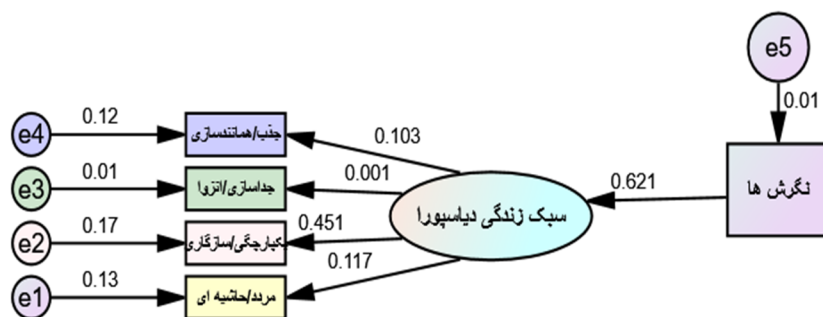 e5
0.01
e4
0.12
جذب/همانندسازی
0.103
e3
0.01
جداسازی/انزوا
0.001
0.621
نگرش ها
سبک زندگی دیاسپورا
e2
0.17
یکپارچگی/سازگاری
0.451
e1
0.13
مردد/حاشیه ای
0.117